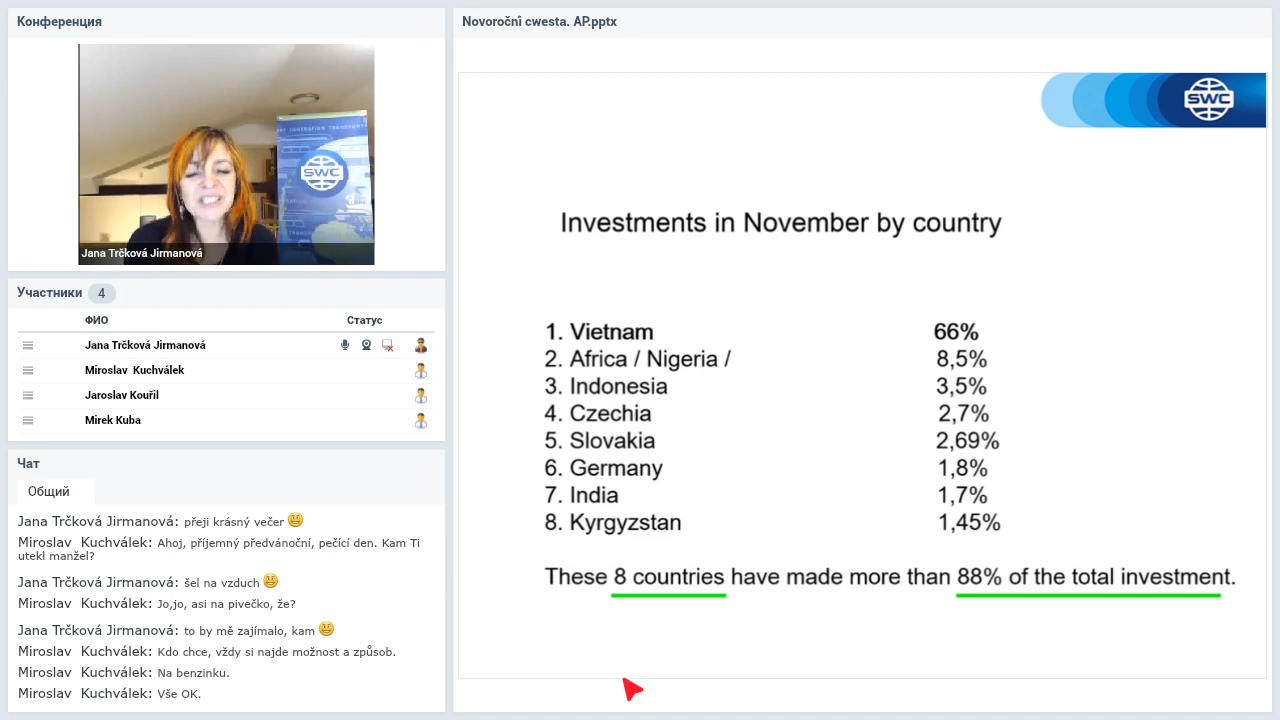 Конференция
SWC
Jana Trčková Jirmanová
Участники 4
ФИО Статус
Jana Trčková Jirmanová
Miroslav Kuchválek
Jaroslav Kouřil
Mirek Kuba
Чат
Общий
Jana Trčková Jirmanová: přeji krásný večer
Miroslav Kuchválek: Ahoj, příjemný předvánoční, pečící den. Kam Ti
utekl manžel?
Jana Trčková Jirmanová: šel na vzduch
Miroslav Kuchválek: Jo,jo, asi na pivečko, že?
Jana Trčková Jirmanová: to by mě zajímalo, kam
Miroslav Kuchválek: Kdo chce, vždy si najde možnost a způsob.
Miroslav Kuchválek: Na benzinku.
Miroslav Kuchválek: Vše OK.
Novoroční cwesta. AP.pptx
SWC
Investments in November by country
1. Vietnam 66%
2. Africa / Nigeria / 8,5%
3. Indonesia 3,5%
4. Czechia 2,7%
5. Slovakia 2,69%
6. Germany 1,8%
7. India 1,7%
8. Kyrgyzstan 1,45%
These 8 countries have made more than 88% of the total investment.